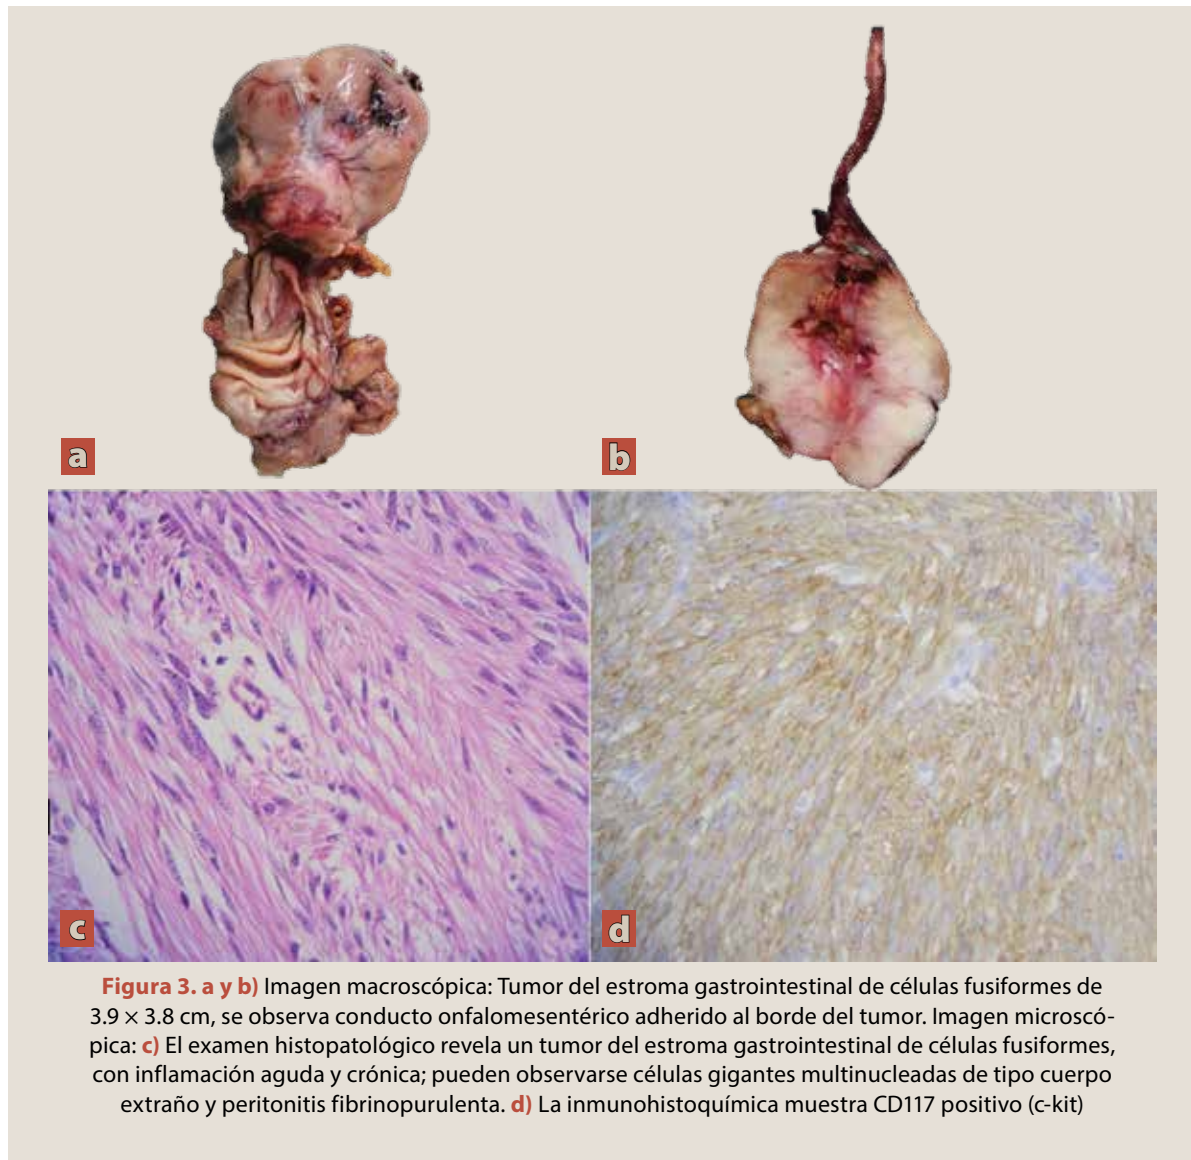 a
b
c
d
Figura 3. a y b) Imagen macroscópica: Tumor del estroma gastrointestinal de células fusiformes de
3.9 × 3.8 cm, se observa conducto onfalomesentérico adherido al borde del tumor. Imagen microscó-
pica: c) El examen histopatológico revela un tumor del estroma gastrointestinal de células fusiformes,
con inflamación aguda y crónica; pueden observarse células gigantes multinucleadas de tipo cuerpo
extraño y peritonitis fibrinopurulenta. d) La inmunohistoquímica muestra CD117 positivo (c-kit)